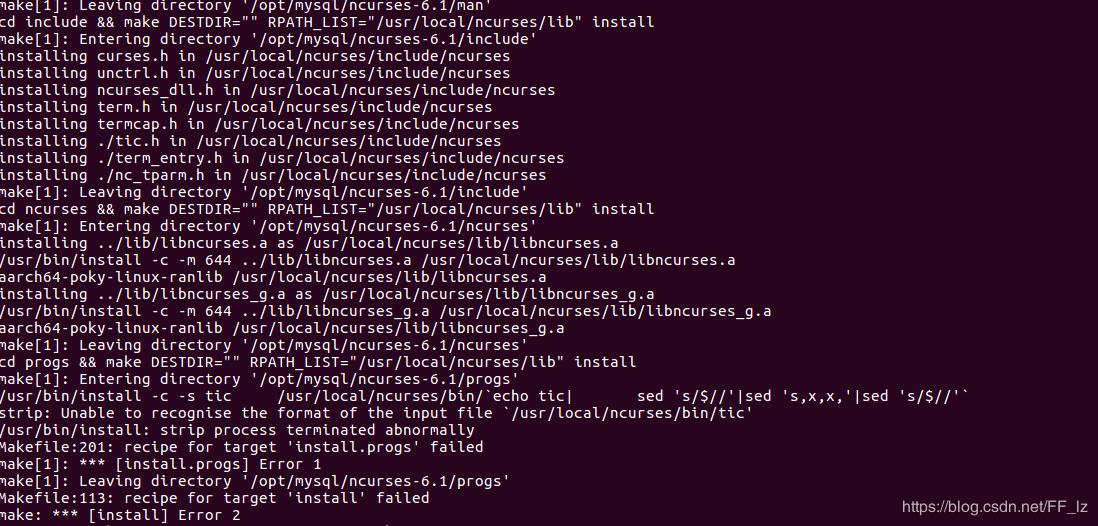 make[1]: Leaving directory '/opt/mysql/ncurses-6.1/man'
cd include && make DESTDIR="" RPATH_LIST="/usr/local/ncurses/lib" install
make[1]: Entering directory '/opt/mysql/ncurses-6.1/include'
installing curses.h in /usr/local/ncurses/include/ncurses
installing unctrl.h in /usr/local/ncurses/include/ncurses
installing ncurses_dll.h in /usr/local/ncurses/include/ncurses
installing term.h in /usr/local/ncurses/include/ncurses
installing termcap.h in /usr/local/ncurses/include/ncurses
installing ./tic.h in /usr/local/ncurses/include/ncurses
installing ./term_entry.h in /usr/local/ncurses/include/ncurses
installing ./nc_tparm.h in /usr/local/ncurses/include/ncurses
make[1]: Leaving directory '/opt/mysql/ncurses-6.1/include'
cd ncurses && make DESTDIR="" RPATH_LIST="/usr/local/ncurses/lib" install
make[1]: Entering directory '/opt/mysql/ncurses-6.1/ncurses'
installing ../lib/libncurses.a as /usr/local/ncurses/lib/libncurses.a
/usr/bin/install -c -m 644 ../lib/libncurses.a /usr/local/ncurses/lib/libncurses.a
aarch64-poky-linux-ranlib /usr/local/ncurses/lib/libncurses.a
installing ../lib/libncurses_g.a as /usr/local/ncurses/lib/libncurses_g.a
/usr/bin/install -c -m 644 ../lib/libncurses_g.a /usr/local/ncurses/lib/libncurses_g.a
aarch64-poky-linux-ranlib /usr/local/ncurses/lib/libncurses_g.a
make[1]: Leaving directory '/opt/mysql/ncurses-6.1/ncurses'
cd progs && make DESTDIR="" RPATH_LIST="/usr/local/ncurses/lib" install
make[1]: Entering directory '/opt/mysql/ncurses-6.1/progs'
/usr/bin/install -c -s tic     /usr/local/ncurses/bin/`echo tic|       sed 's/$//'|sed 's,x,x,'|sed 's/$//'`
strip: Unable to recognise the format of the input file `/usr/local/ncurses/bin/tic'
/usr/bin/install: strip process terminated abnormally
Makefile:201: recipe for target 'install.progs' failed
make[1]: *** [install.progs] Error 1
make[1]: Leaving directory '/opt/mysql/ncurses-6.1/progs'
Makefile:113: recipe for target 'install' failed
make: *** [install] Error 2
https://blog.csdn.net/FF_lz